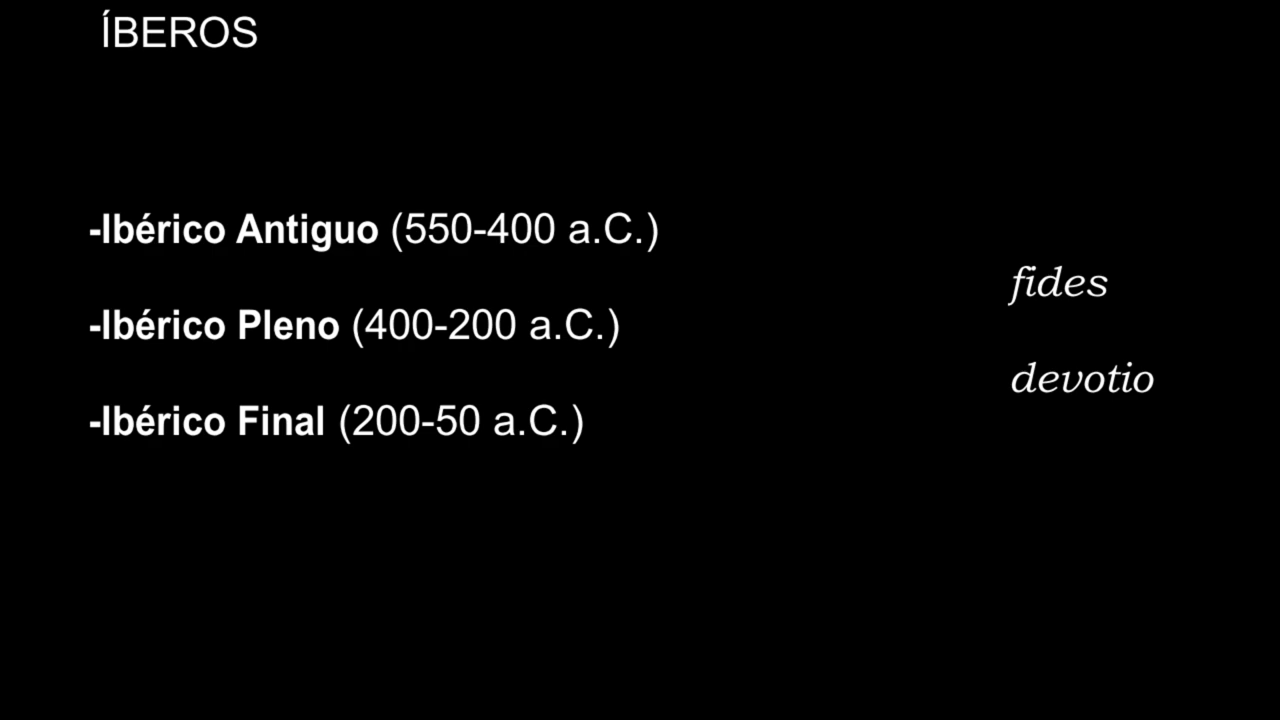 ÍBEROS
-Ibérico Antiguo (550-400 a.C.)
fides
-Ibérico Pleno (400-200 a.C.)
devotio
-Ibérico Final (200-50 a.C.)